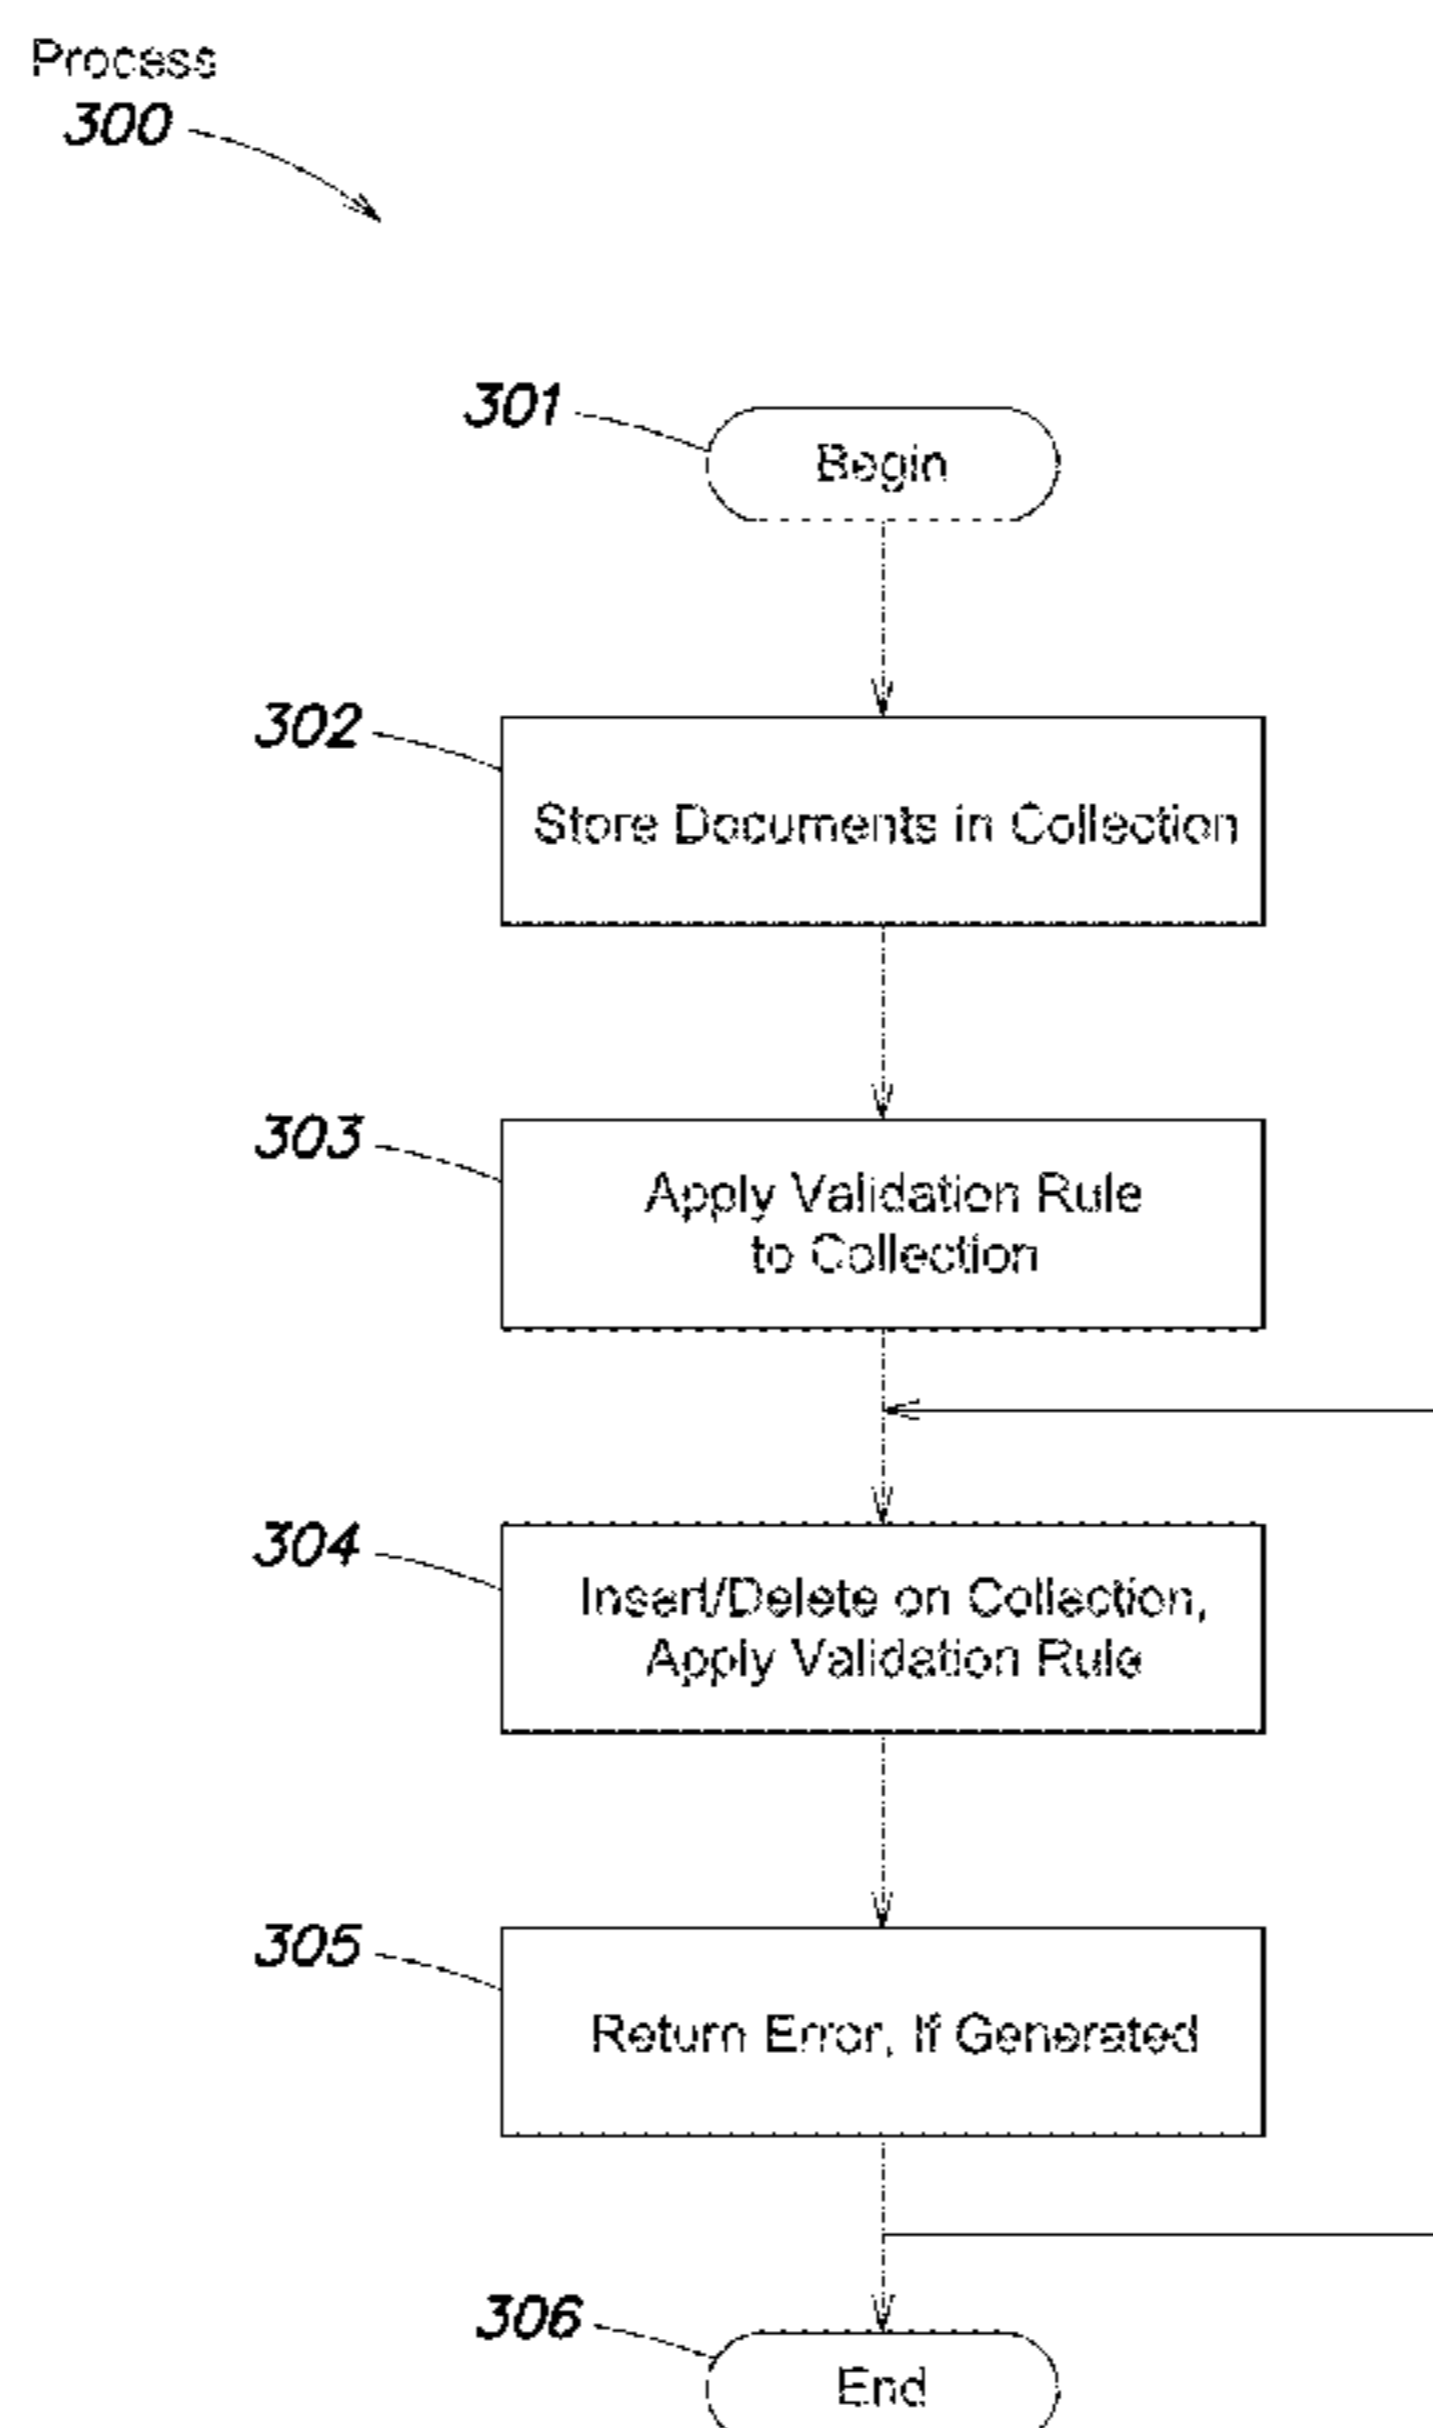 Process
300
301
Begin
302
Store Documents in Collection
303
Apply Validation Rule
to Collection
304
Insert/Delete on Collection,
Apply Validation Rule
305
Return Error, If Generated
306
End